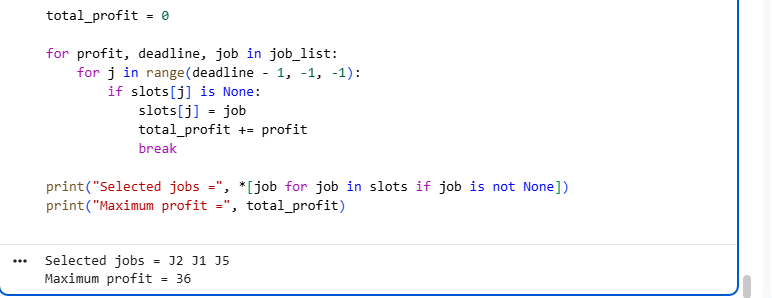 total_profit = 0
for profit, deadline, job in job_list:
    for j in range(deadline - 1, -1, -1):
        if slots[j] is None:
            slots[j] = job
            total_profit += profit
            break
print("Selected jobs =", *[job for job in slots if job is not None])
print("Maximum profit =", total_profit)
Selected jobs = J2 J1 J5
Maximum profit = 36